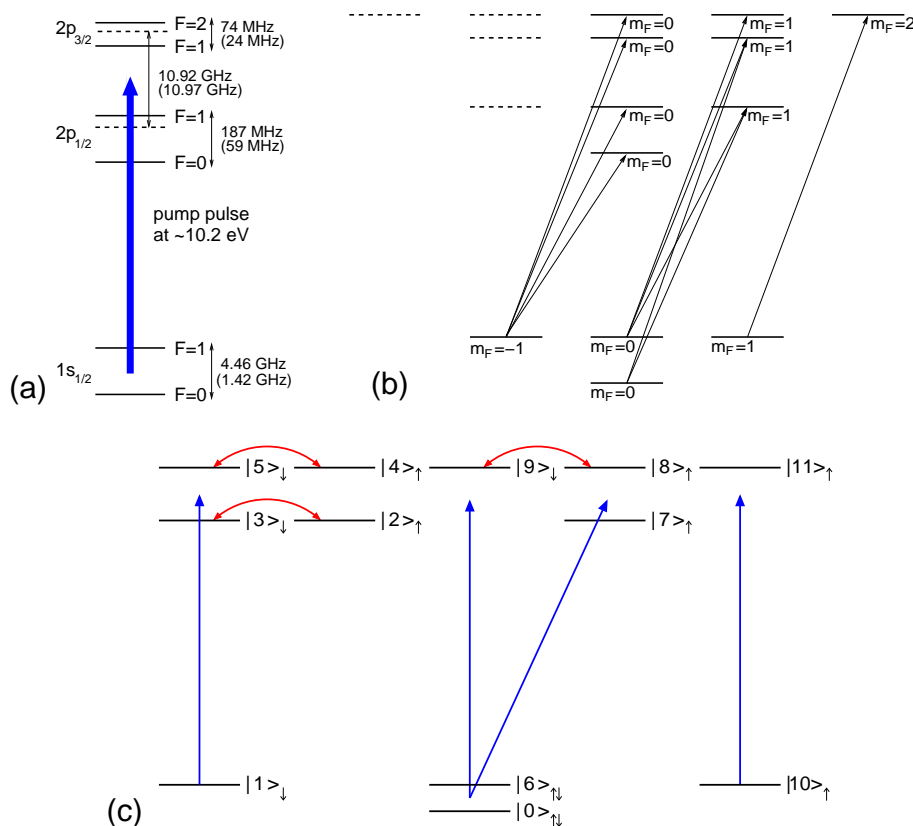 2p3/2
F=2
F=1
74 MHz
(24 MHz)
10.92 GHz
(10.97 GHz)
2p1/2
F=1
F=0
187 MHz
(59 MHz)
pump pulse
at ~10.2 eV
1s1/2
F=1
F=0
4.46 GHz
(1.42 GHz)
(a)
mF=0
mF=1
mF=2
mF=0
mF=1
mF=0
mF=1
mF=0
mF=−1
mF=0
mF=1
mF=0
(b)
|5>↓
|4>↑
|9>↓
|8>↑
|11>↑
|3>↓
|2>↑
|7>↑
|1>↓
|6>↑↓
|10>↑
|0>↑↓
(c)